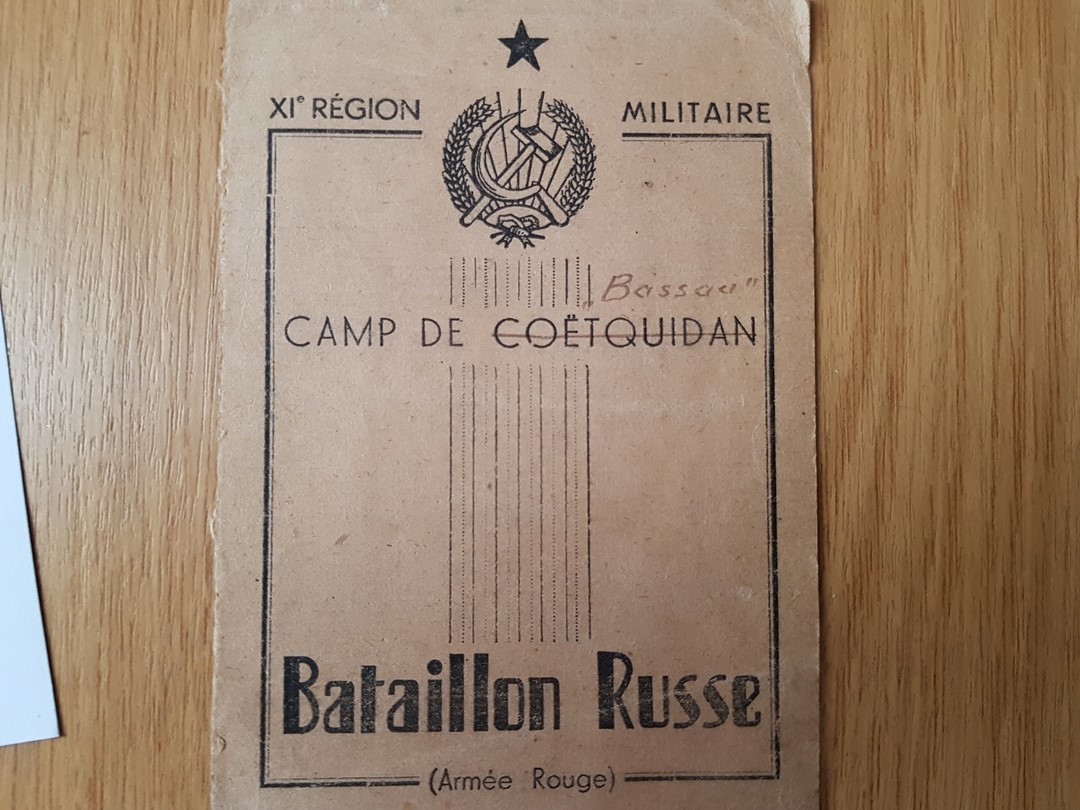 XIᵉ RÉGION MILITAIRE
„Bassau"
CAMP DE COËTQUIDAN
Bataillon Russe
(Armée Rouge)